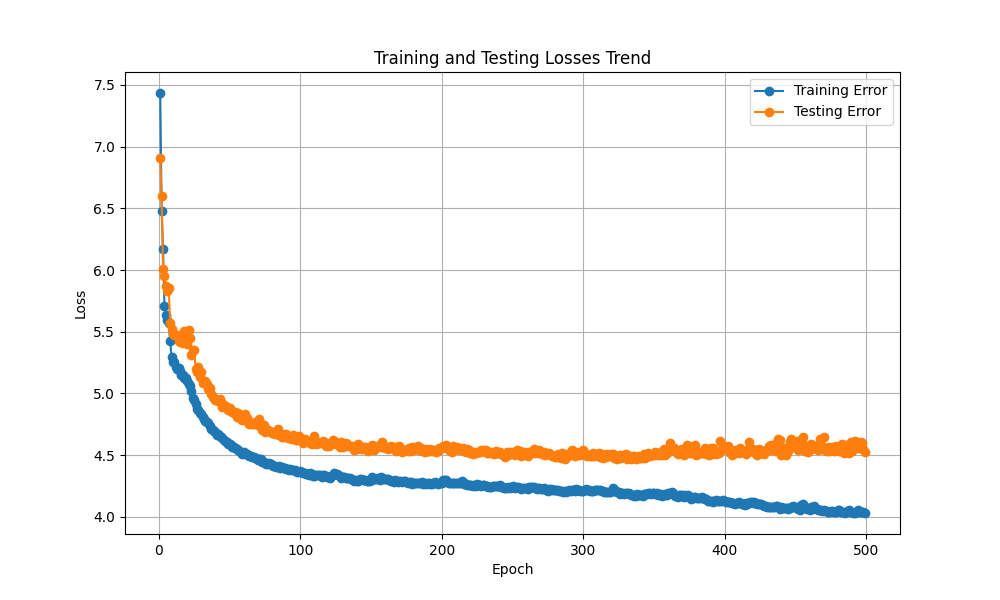 Training and Testing Losses Trend
7.5
7.0
6.5
6.0
5.5
5.0
4.5
4.0
Loss
Training Error
Testing Error
0 100 200 300 400 500
Epoch